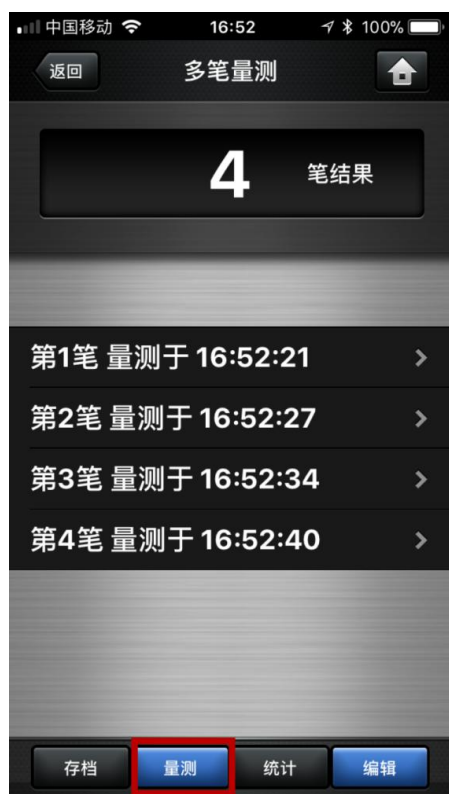 中国移动 16:52 100%
返回 多笔量测
4 笔结果
第1笔 量测于 16:52:21
第2笔 量测于 16:52:27
第3笔 量测于 16:52:34
第4笔 量测于 16:52:40
存档 量测 统计 编辑